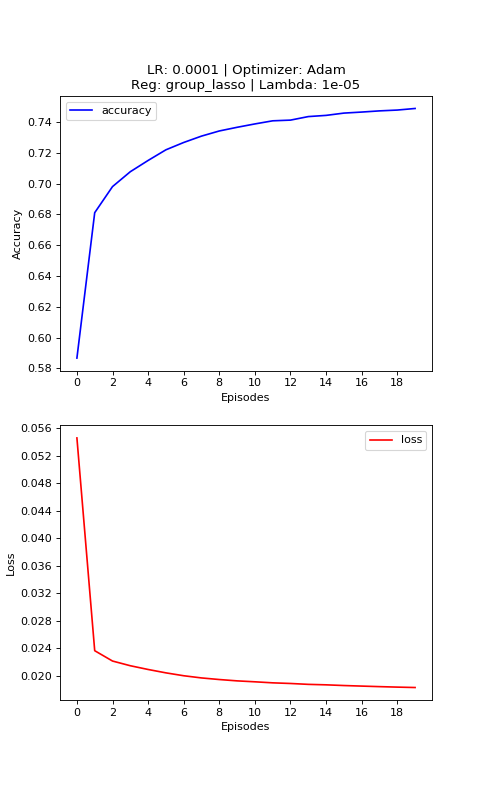 LR: 0.0001 | Optimizer: Adam
Reg: group_lasso | Lambda: 1e-05
accuracy
0.74
0.72
0.70
0.68
0.66
0.64
0.62
0.60
0.58
Accuracy
0 2 4 6 8 10 12 14 16 18
Episodes
loss
0.056
0.052
0.048
0.044
0.040
0.036
0.032
0.028
0.024
0.020
Loss
0 2 4 6 8 10 12 14 16 18
Episodes